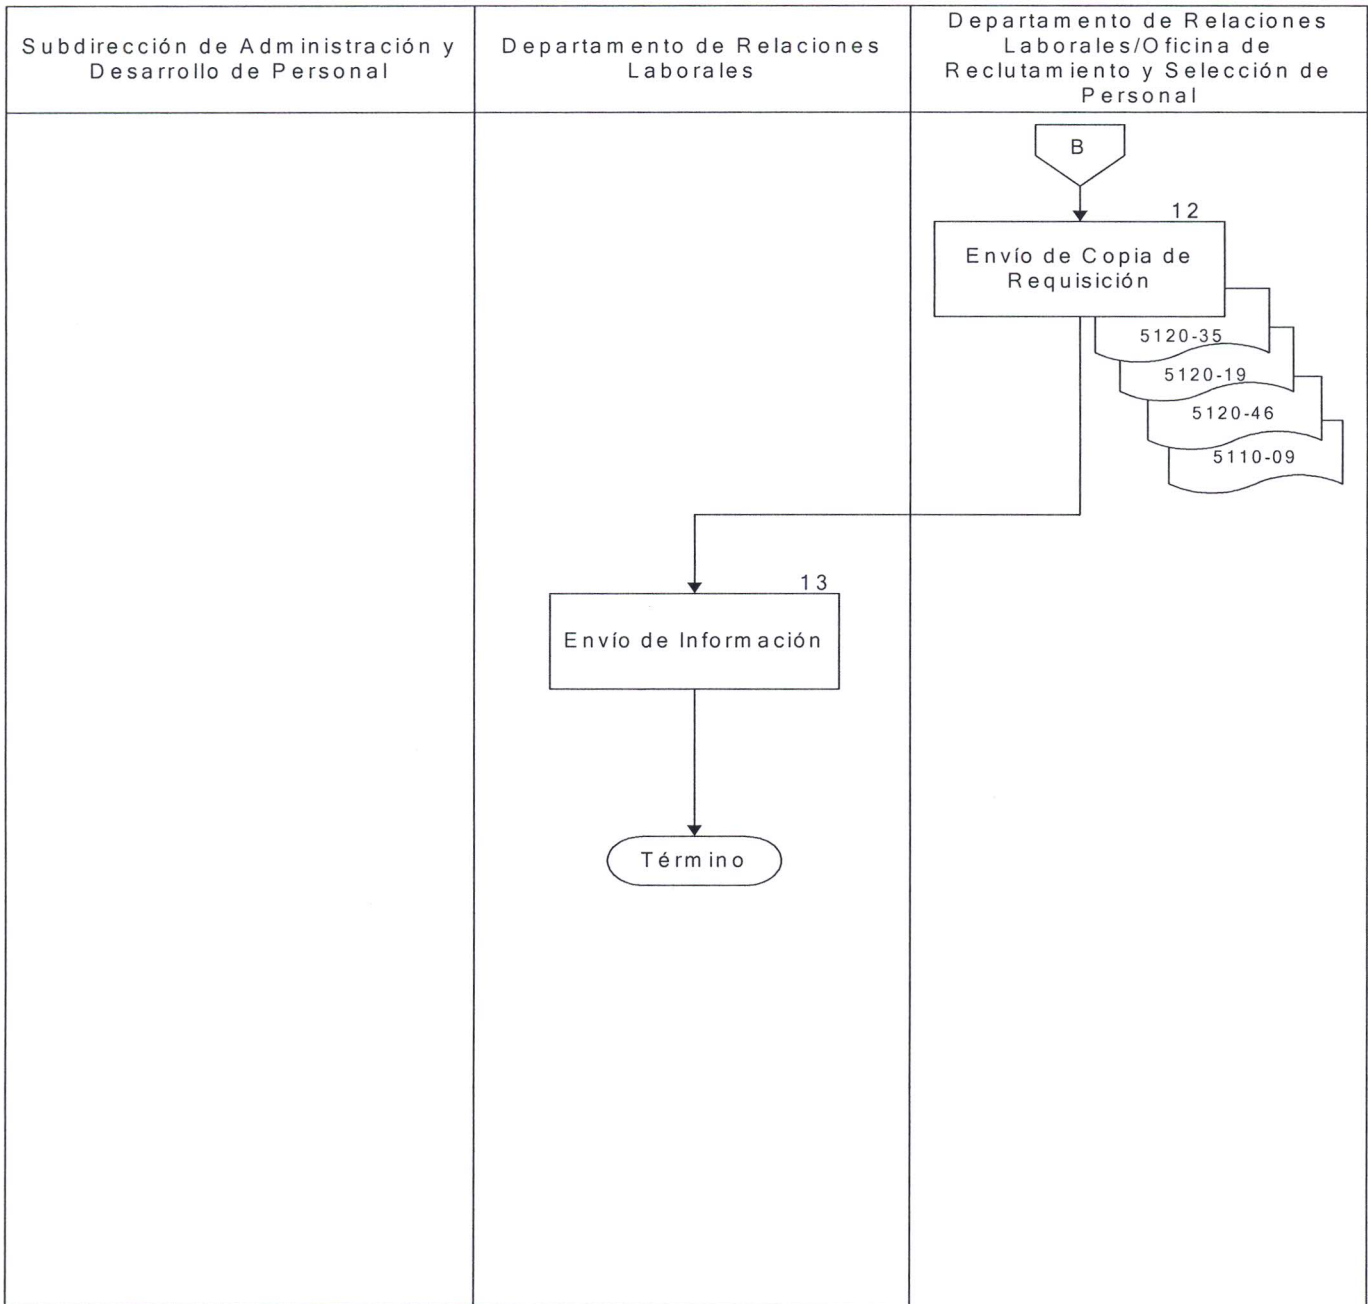 Subdirección de Administración y
Desarrollo de Personal
Departamento de Relaciones
Laborales
Departamento de Relaciones
Laborales/Oficina de
Reclutamiento y Selección de
Personal
B
12
Envío de Copia de
Requisición
5120-35
5120-19
5120-46
5110-09
13
Envío de Información
Término